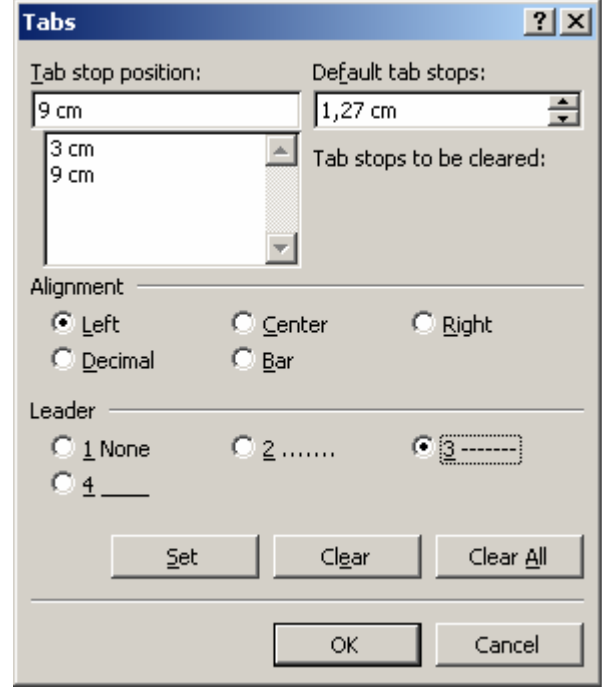 Tabs
Tab stop position:
Default tab stops:
9 cm
1,27 cm
3 cm
9 cm
Tab stops to be cleared:
Alignment
Left
Center
Right
Decimal
Bar
Leader
1 None
2 .......
3 -------
4 ____
Set
Clear
Clear All
OK
Cancel